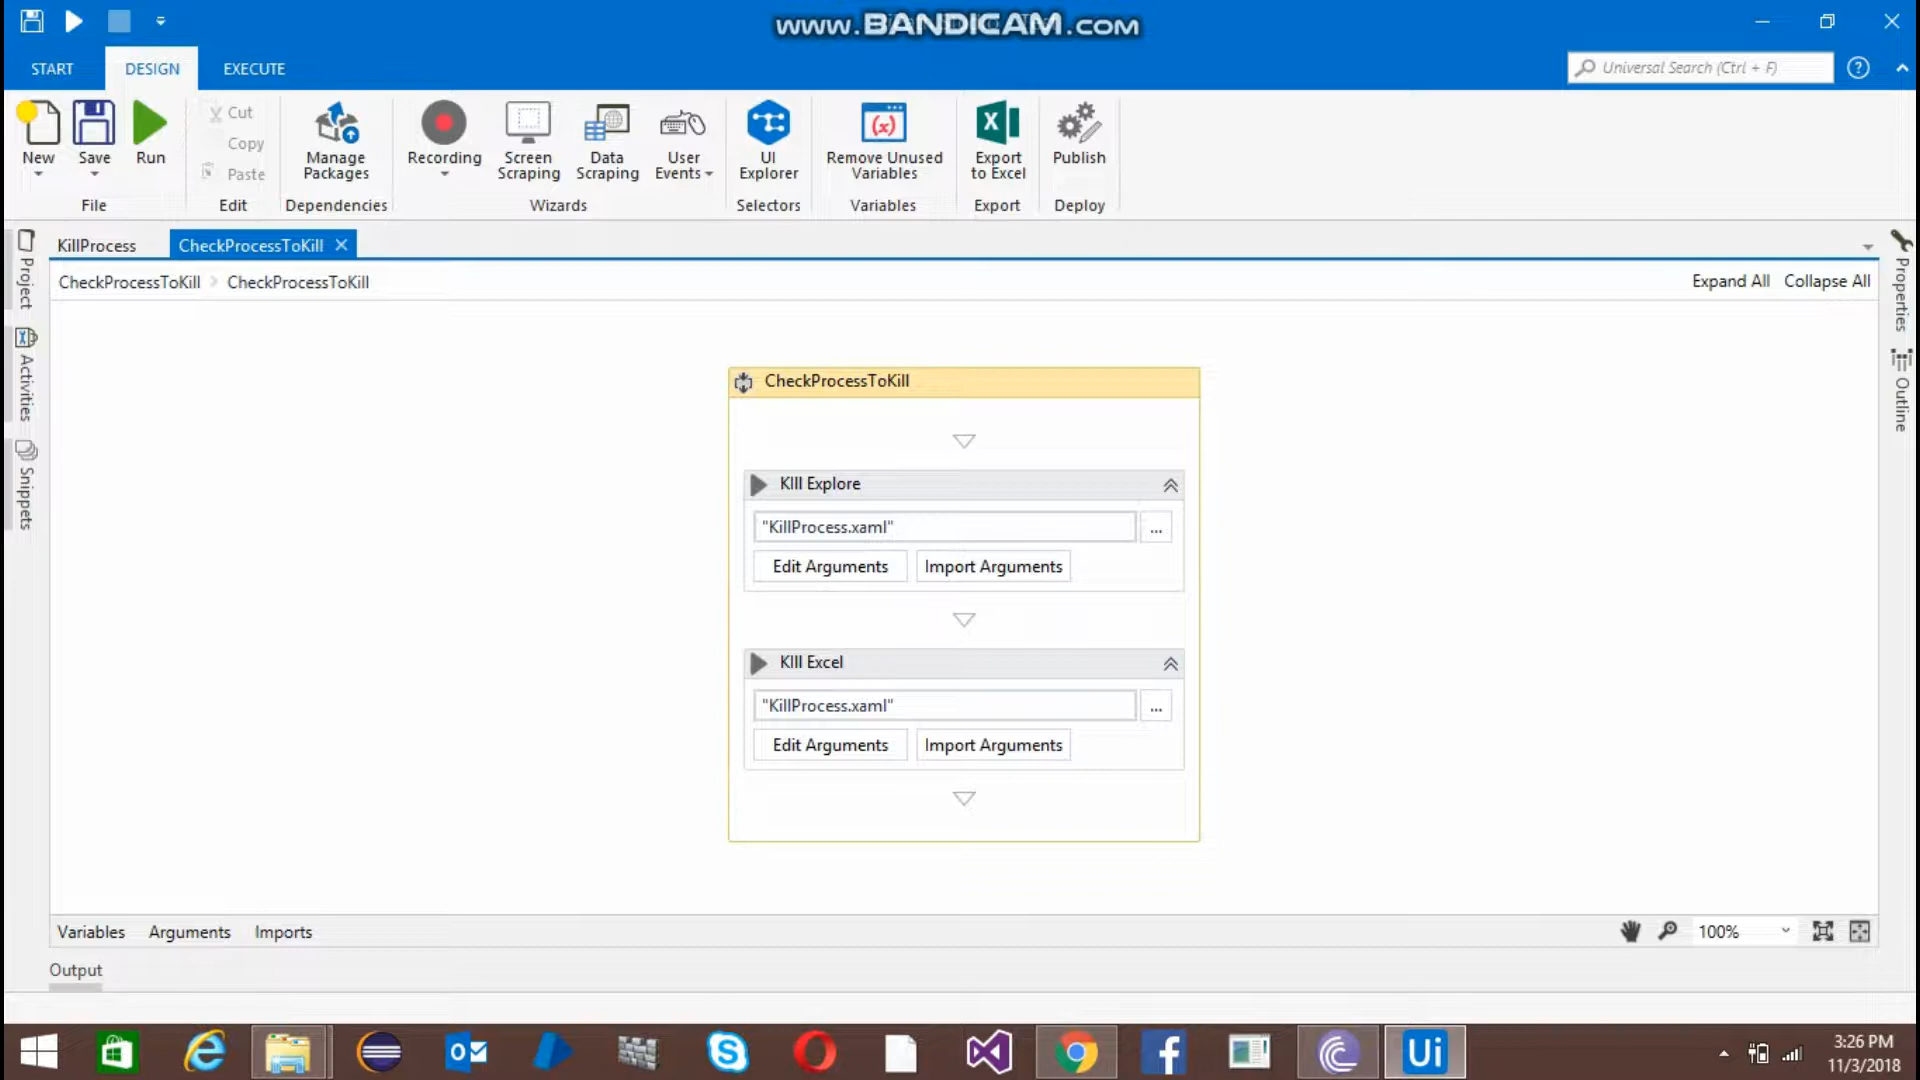 www.BANDICAM.com
START DESIGN EXECUTE
Universal Search (Ctrl + F)
New Save Run
Cut
Copy
Paste
Manage
Packages
Recording
Screen
Scraping
Data
Scraping
User
Events
UI
Explorer
Remove Unused
Variables
Export
to Excel
Publish
File Edit Dependencies Wizards Selectors Variables Export Deploy
KillProcess CheckProcessToKill
CheckProcessToKill CheckProcessToKill
Expand All Collapse All
Project
Activities
Snippets
Properties
Outline
CheckProcessToKill
KIll Explore
"KillProcess.xaml"
...
Edit Arguments Import Arguments
KIll Excel
"KillProcess.xaml"
...
Edit Arguments Import Arguments
Variables Arguments Imports
100%
Output
Ui
3:26 PM
11/3/2018